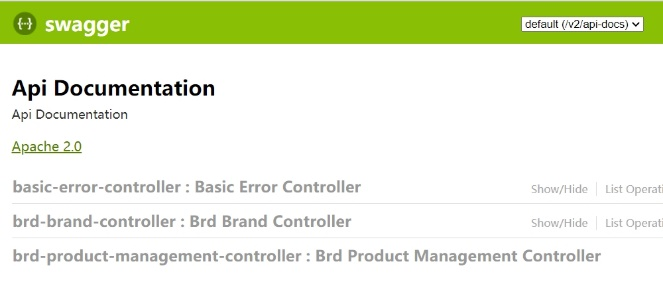 {···} swagger
default (/v2/api-docs)
Api Documentation
Api Documentation
Apache 2.0
basic-error-controller : Basic Error Controller
Show/Hide
List Operati
brd-brand-controller : Brd Brand Controller
Show/Hide
List Operati
brd-product-management-controller : Brd Product Management Controller